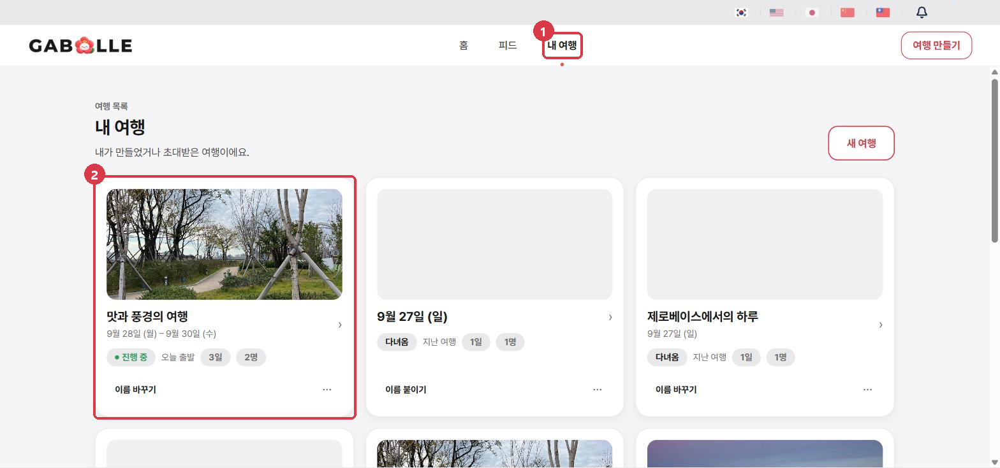 GAB LLE
홈
피드
1
내 여행
여행 만들기
여행 목록
내 여행
내가 만들었거나 초대받은 여행이에요.
새 여행
2
맛과 풍경의 여행
9월 28일 (월) – 9월 30일 (수)
진행 중
오늘 출발
3일
2명
이름 바꾸기
9월 27일 (일)
다녀옴
지난 여행
1일
1명
이름 붙이기
제로베이스에서의 하루
9월 27일 (일)
다녀옴
지난 여행
1일
1명
이름 바꾸기